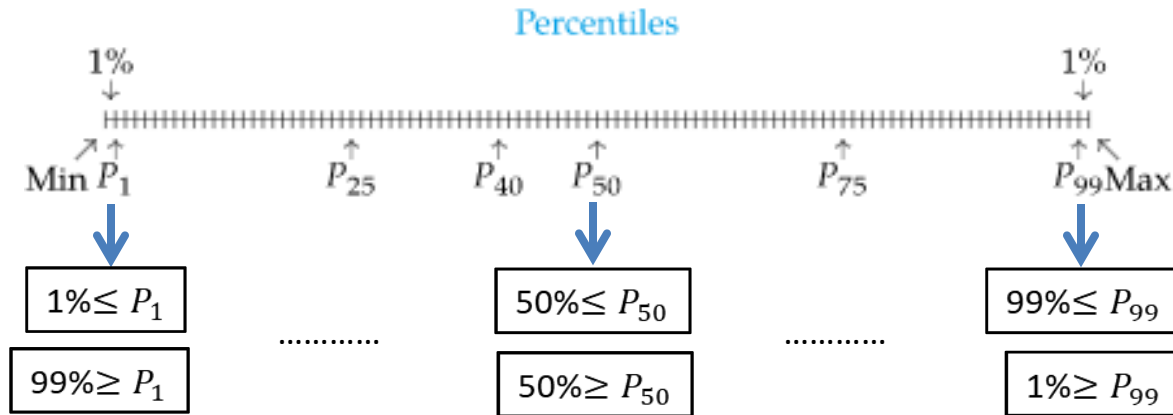 Percentiles
1% 1%
↓ ↓
↗ ↑ ↑ ↑ ↑ ↑ ↑ ↖
Min P₁ P₂₅ P₄₀ P₅₀ P₇₅ P₉₉ Max
1%≤ P₁ 50%≤ P₅₀ 99%≤ P₉₉
............ ............
99%≥ P₁ 50%≥ P₅₀ 1%≥ P₉₉